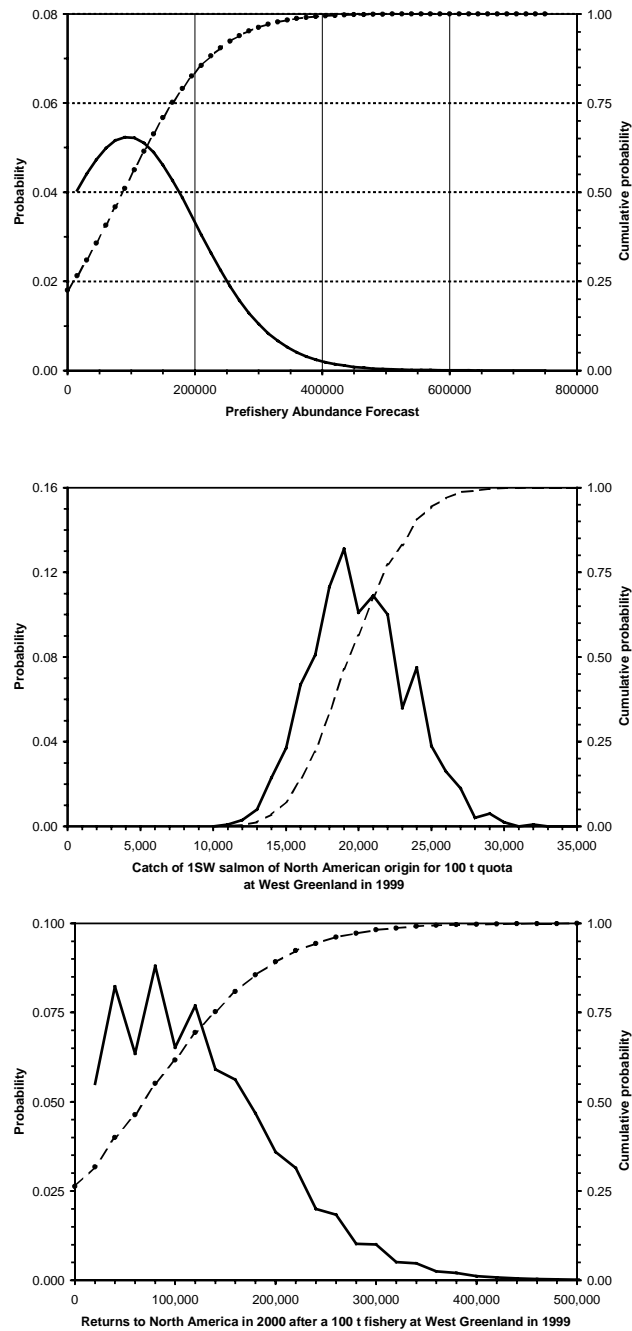 0.08
0.06
0.04
0.02
0.00
Probability
1.00
0.75
0.50
0.25
0.00
Cumulative probability
0 200000 400000 600000 800000
Prefishery Abundance Forecast
0.16
0.12
0.08
0.04
0.00
Probability
1.00
0.75
0.50
0.25
0.00
Cumulative probability
0 5,000 10,000 15,000 20,000 25,000 30,000 35,000
Catch of 1SW salmon of North American origin for 100 t quota
at West Greenland in 1999
0.100
0.075
0.050
0.025
0.000
Probability
1.00
0.75
0.50
0.25
0.00
Cumulative probability
0 100,000 200,000 300,000 400,000 500,000
Returns to North America in 2000 after a 100 t fishery at West Greenland in 1999